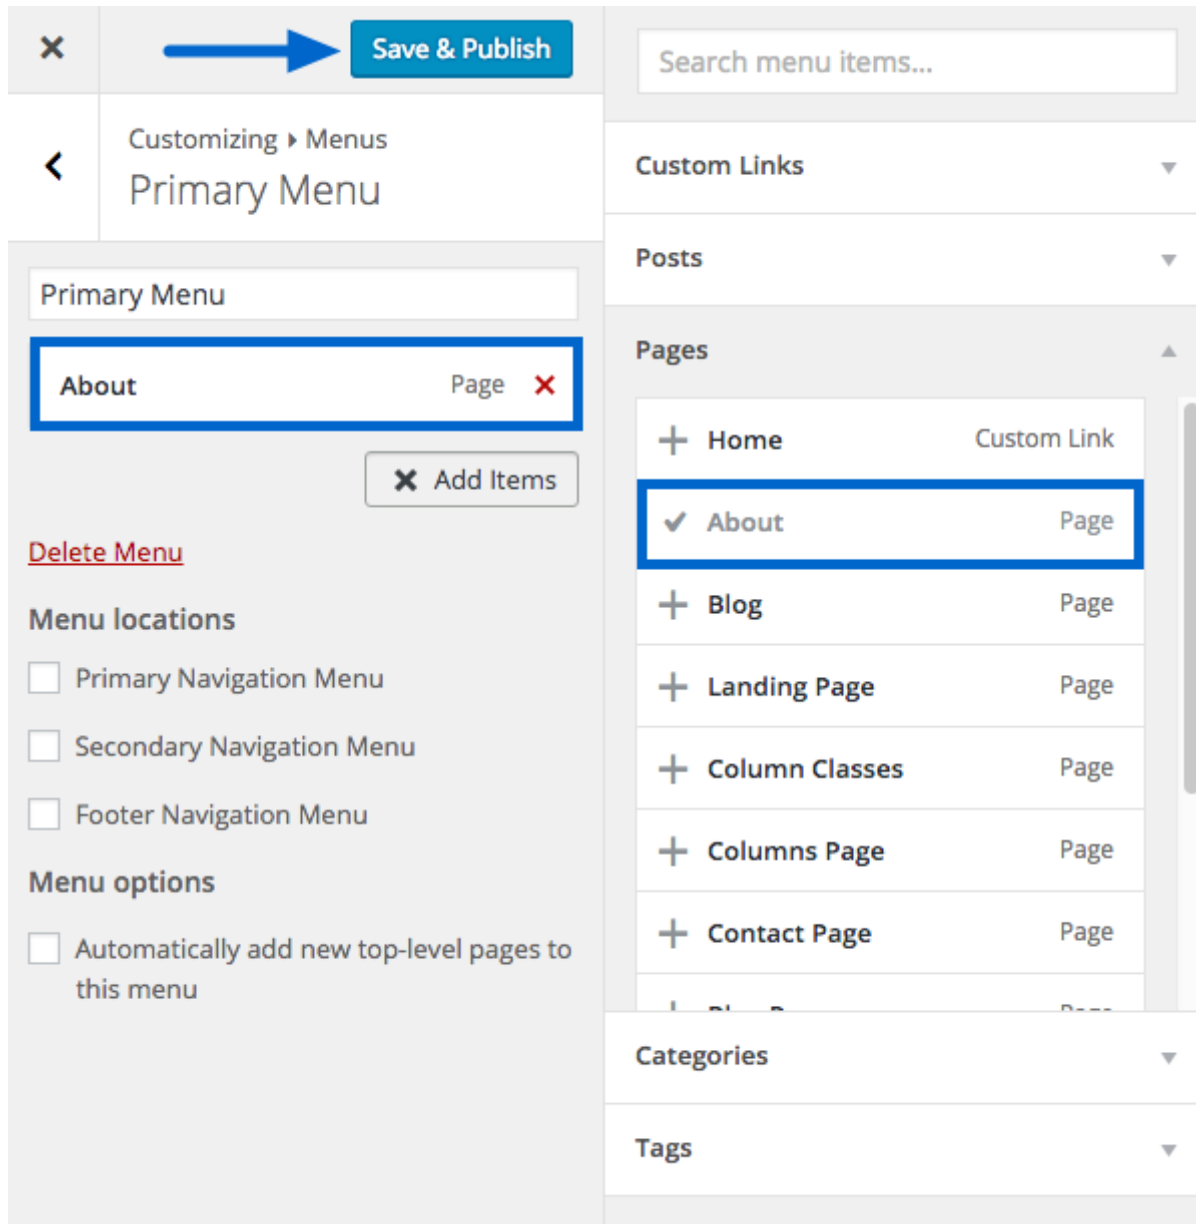 Save & Publish
Customizing ▸ Menus
Primary Menu
Primary Menu
About Page
Add Items
Delete Menu
Menu locations
Primary Navigation Menu
Secondary Navigation Menu
Footer Navigation Menu
Menu options
Automatically add new top-level pages to
this menu
Search menu items...
Custom Links
Posts
Pages
Home Custom Link
About Page
Blog Page
Landing Page Page
Column Classes Page
Columns Page Page
Contact Page Page
Categories
Tags